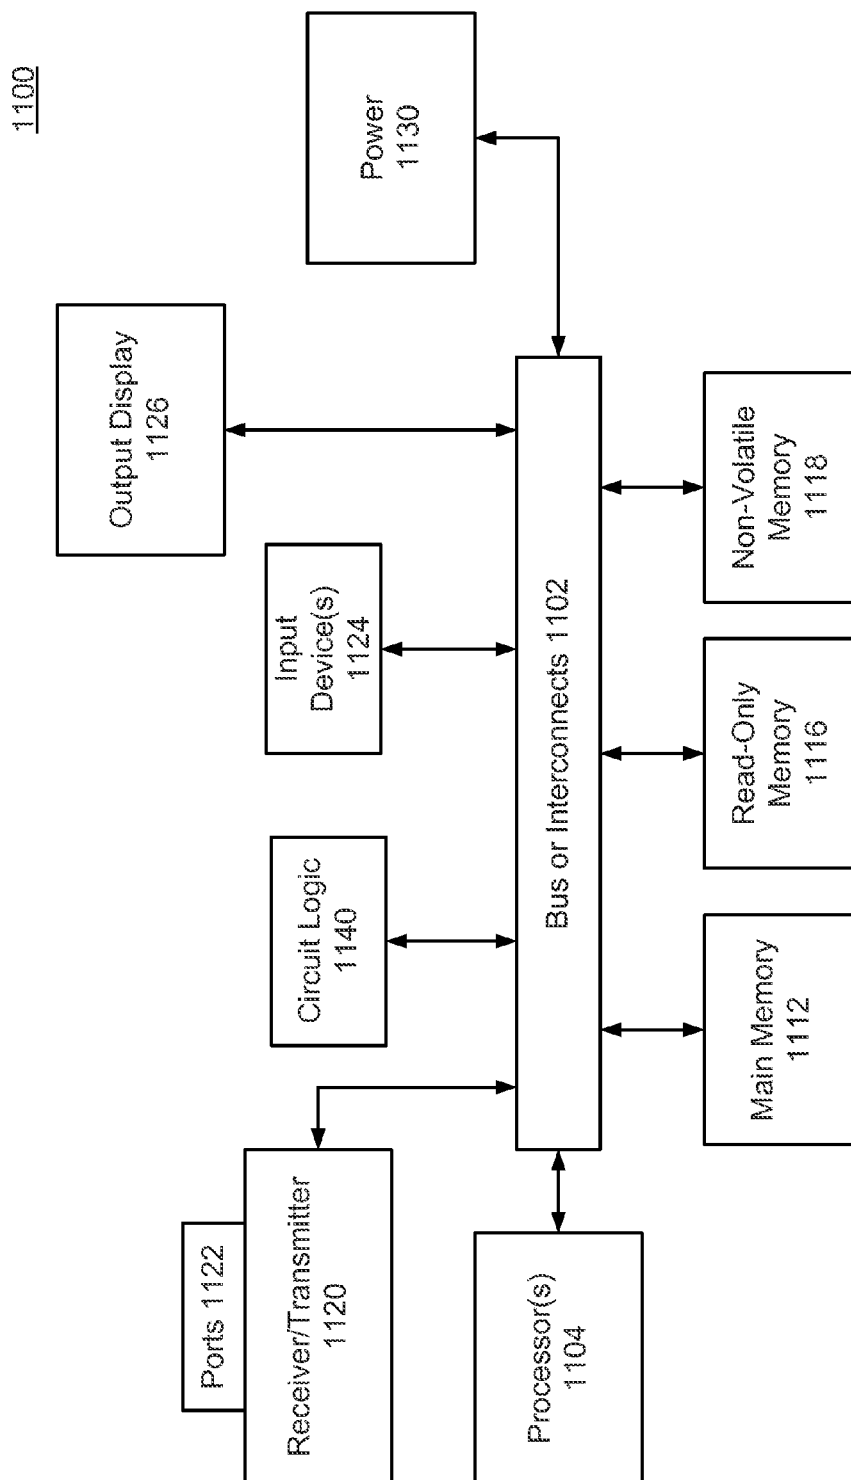 1100
Ports 1122
Receiver/Transmitter
1120
Circuit Logic
1140
Input
Device(s)
1124
Output Display
1126
Power
1130
Processor(s)
1104
Bus or Interconnects 1102
Main Memory
1112
Read-Only
Memory
1116
Non-Volatile
Memory
1118